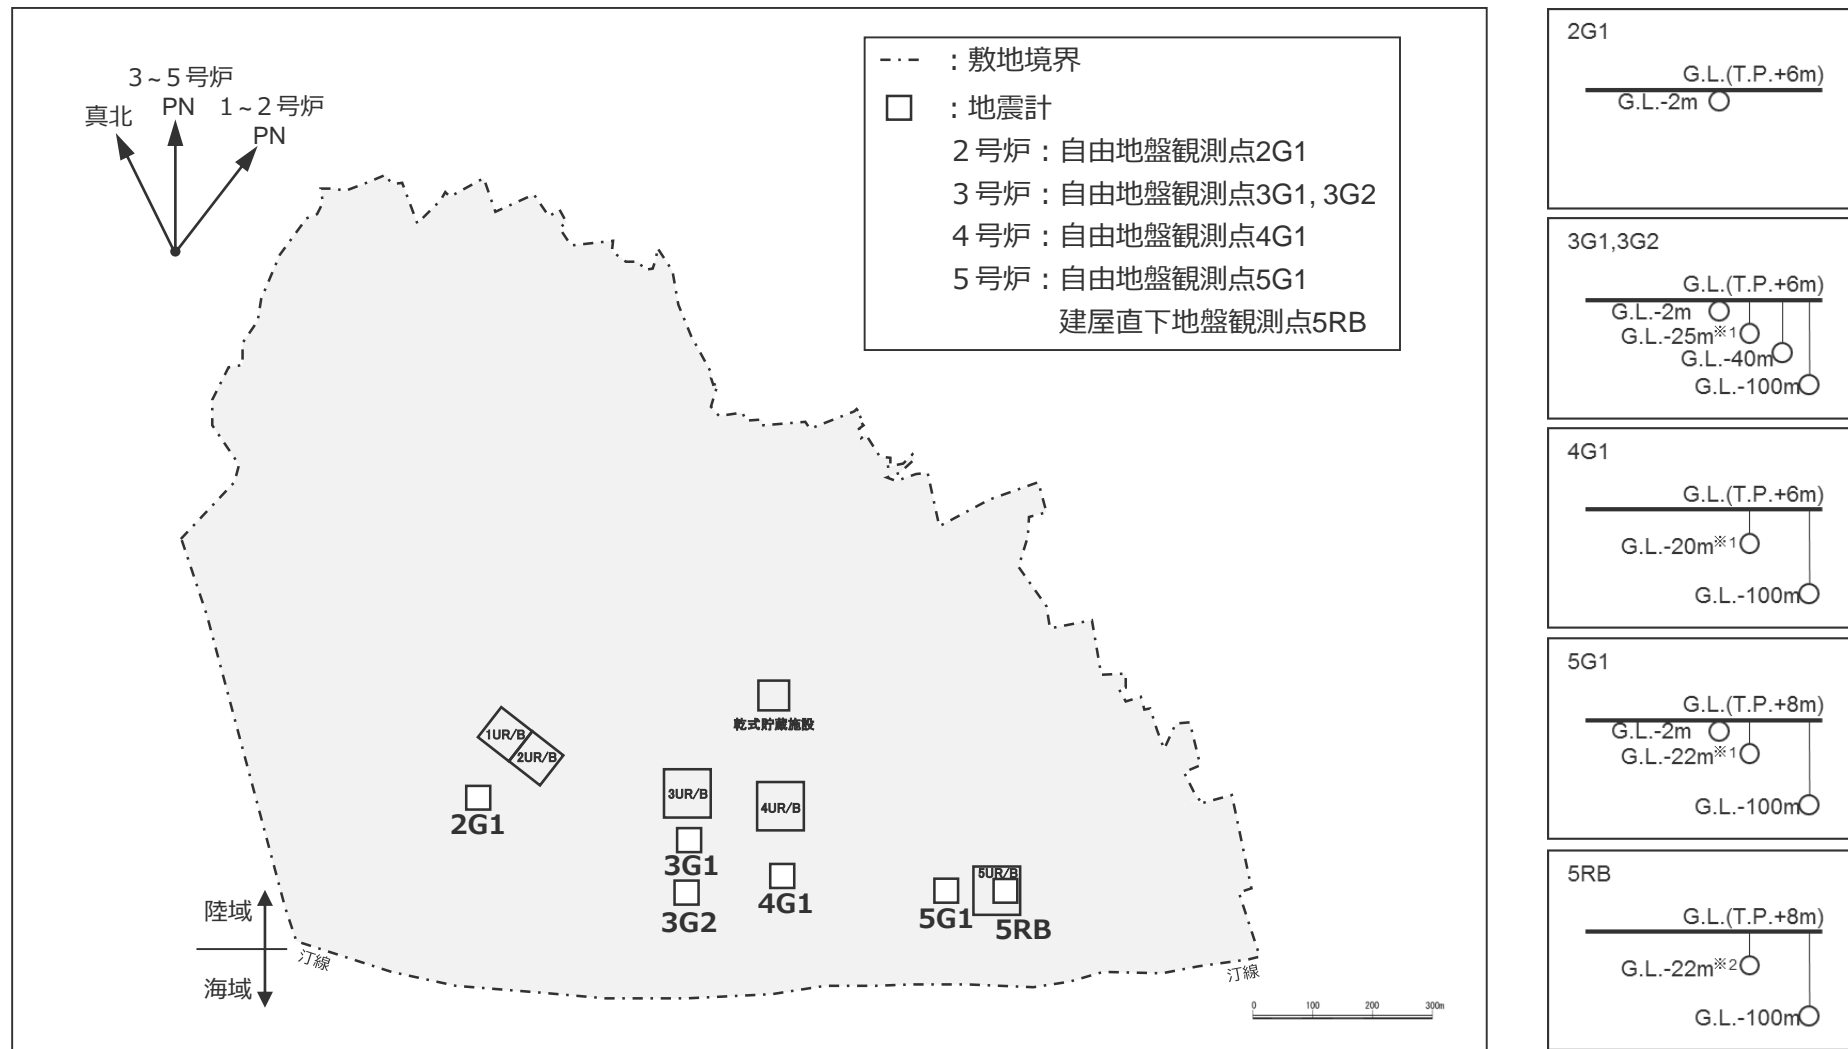 3~5号炉
PN
1~2号炉
PN
真北
:敷地境界
:地震計
2号炉:自由地盤観測点2G1
3号炉:自由地盤観測点3G1, 3G2
4号炉:自由地盤観測点4G1
5号炉:自由地盤観測点5G1
建屋直下地盤観測点5RB
乾式貯蔵施設
1UR/B
2UR/B
3UR/B
4UR/B
2G1
3G1
3G2
4G1
5UR/B
5G1
5RB
陸域
海域
汀線
汀線
0 100 200 300m
2G1
G.L.(T.P.+6m)
G.L.-2m
3G1,3G2
G.L.(T.P.+6m)
G.L.-2m
G.L.-25m※1
G.L.-40m
G.L.-100m
4G1
G.L.(T.P.+6m)
G.L.-20m※1
G.L.-100m
5G1
G.L.(T.P.+8m)
G.L.-2m
G.L.-22m※1
G.L.-100m
5RB
G.L.(T.P.+8m)
G.L.-22m※2
G.L.-100m